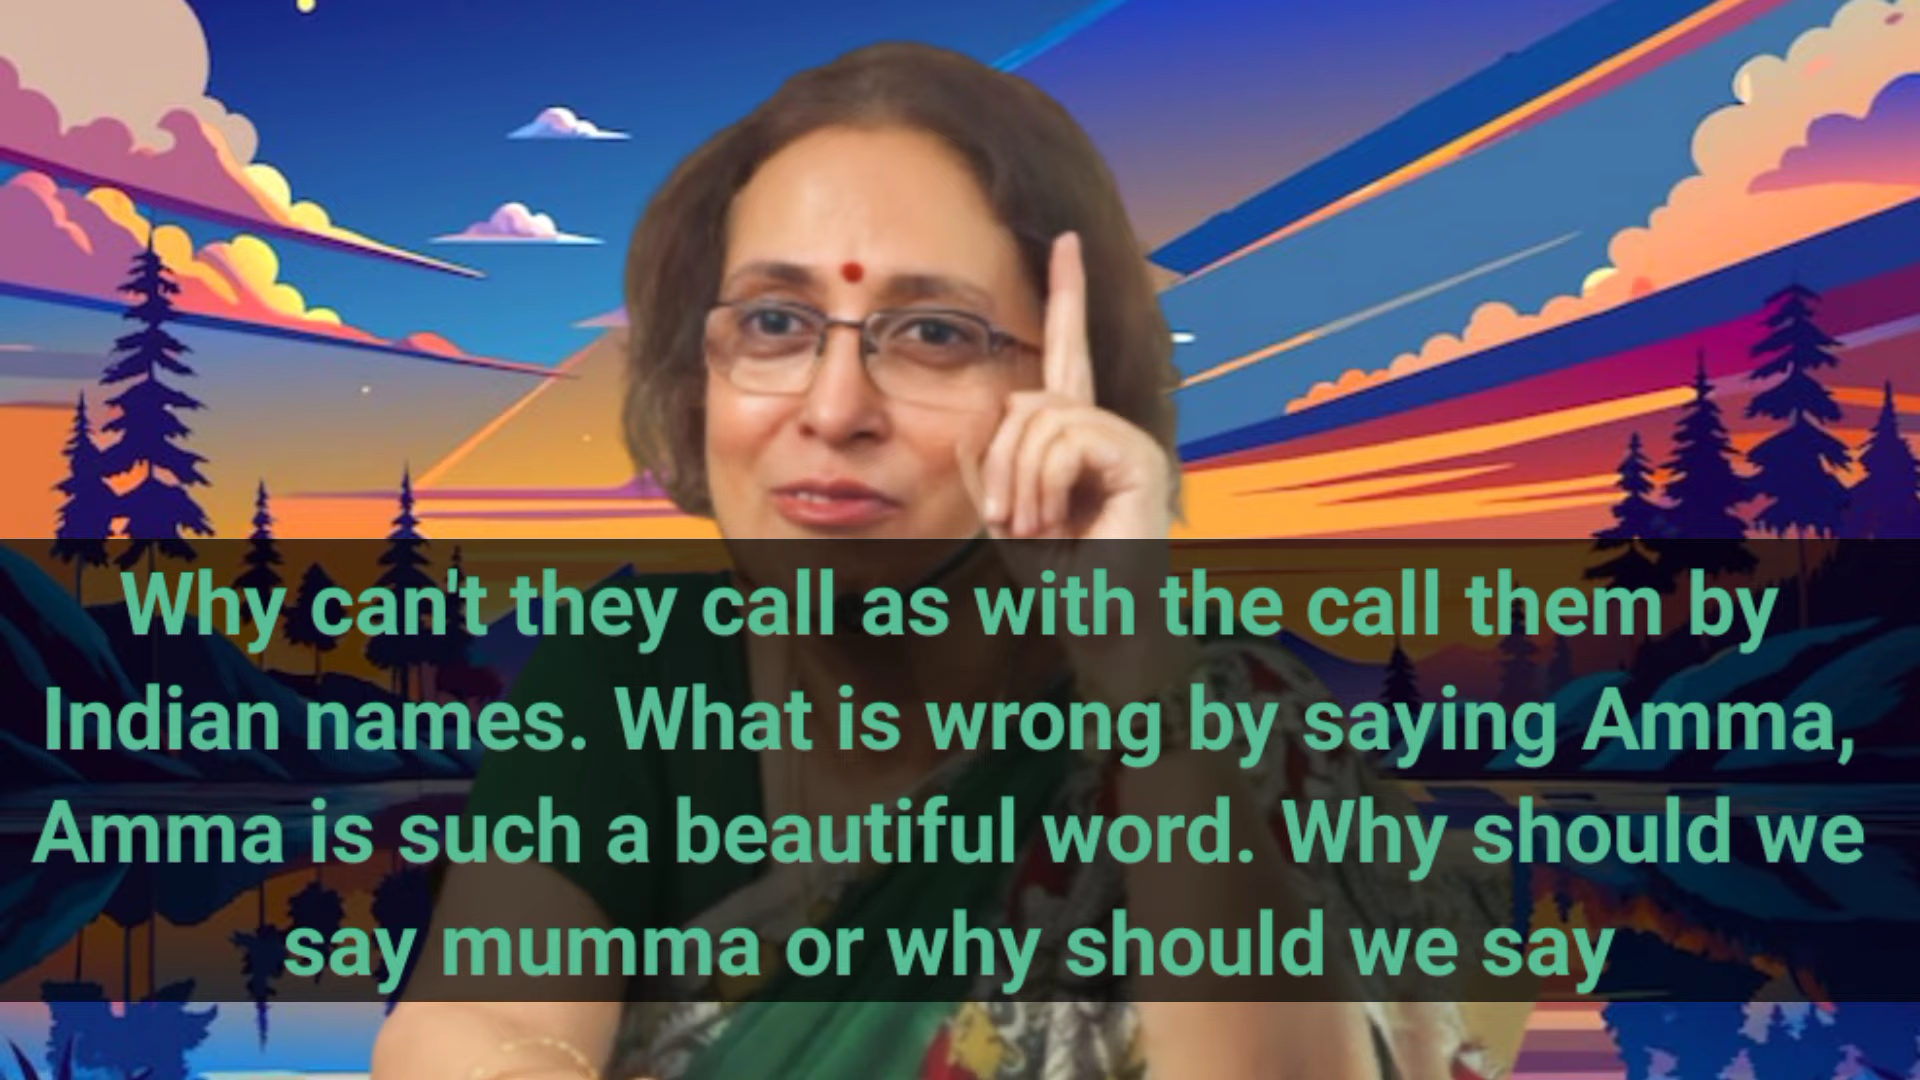 Why can't they call as with the call them by
Indian names. What is wrong by saying Amma,
Amma is such a beautiful word. Why should we
say mumma or why should we say